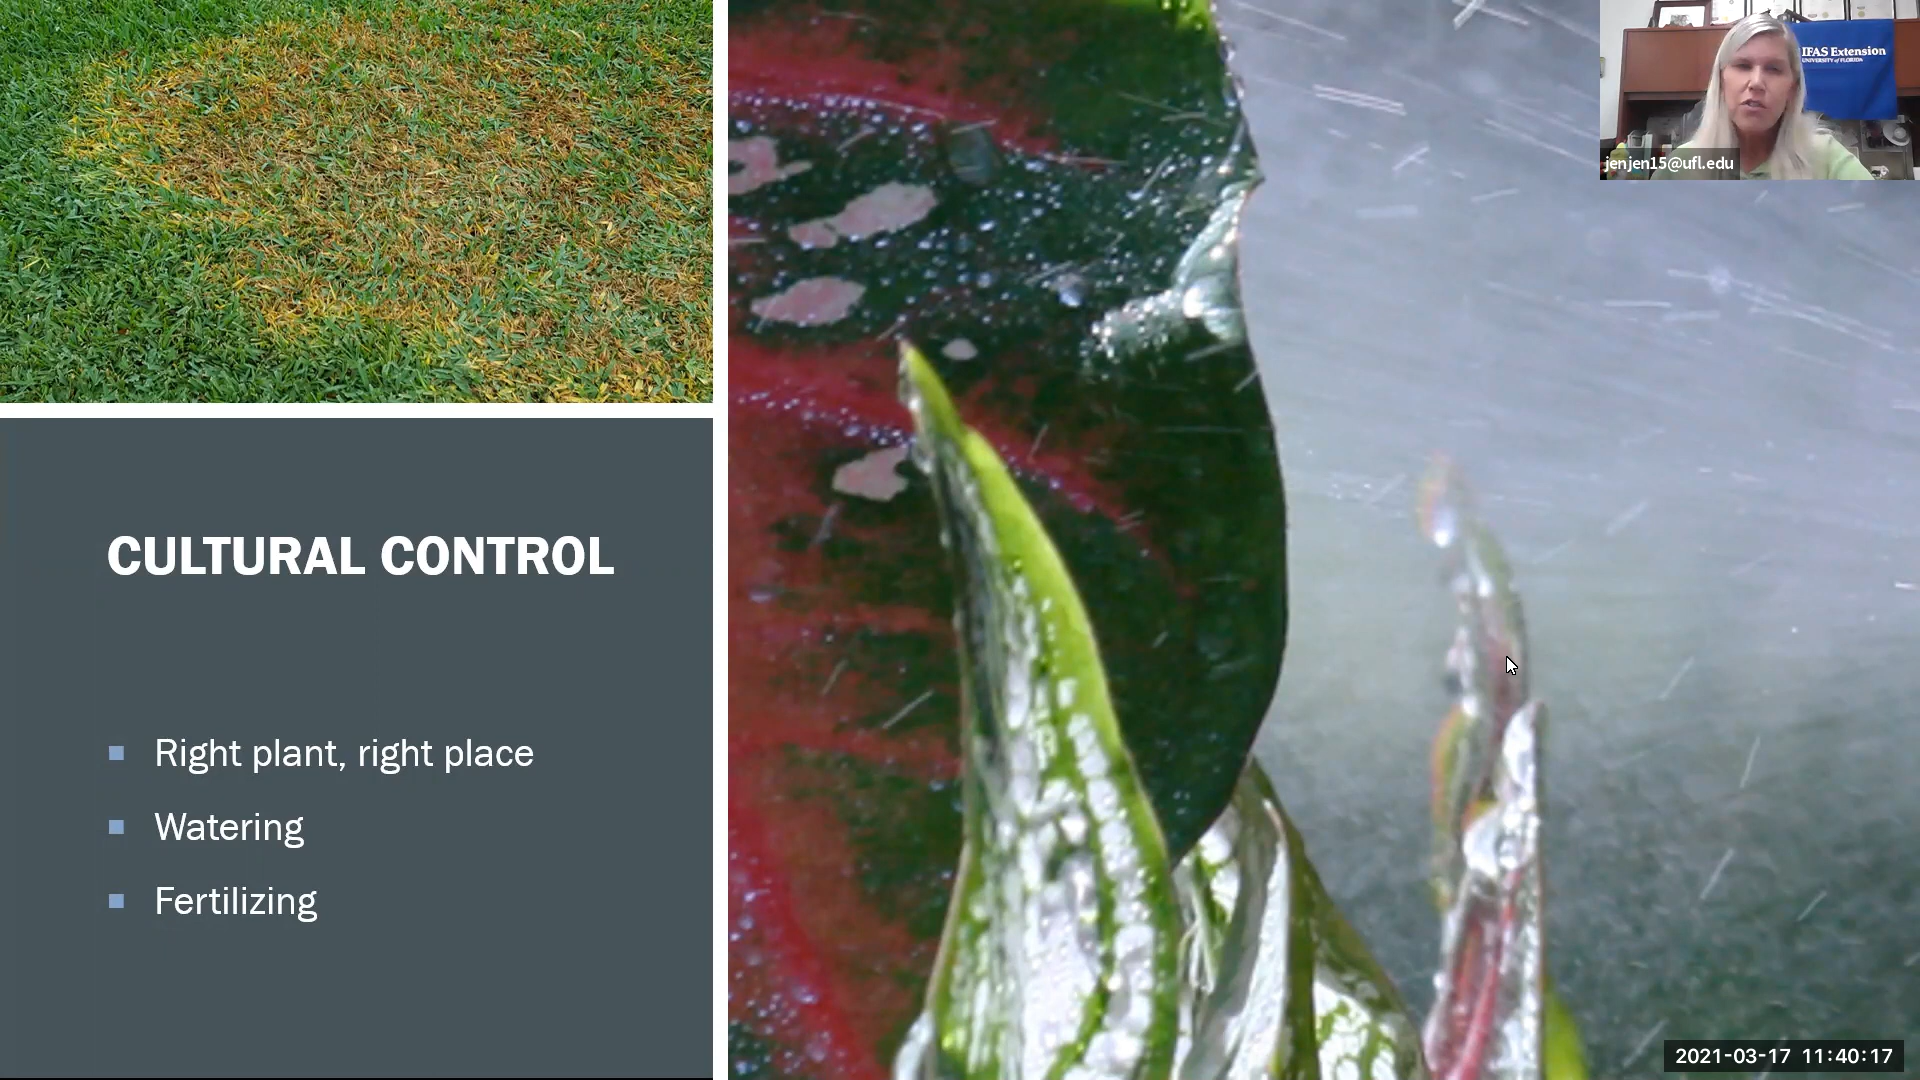 IFAS Extension
UNIVERSITY of FLORIDA
jenjen15@ufl.edu
CULTURAL CONTROL
Right plant, right place
Watering
Fertilizing
2021-03-17 11:40:17